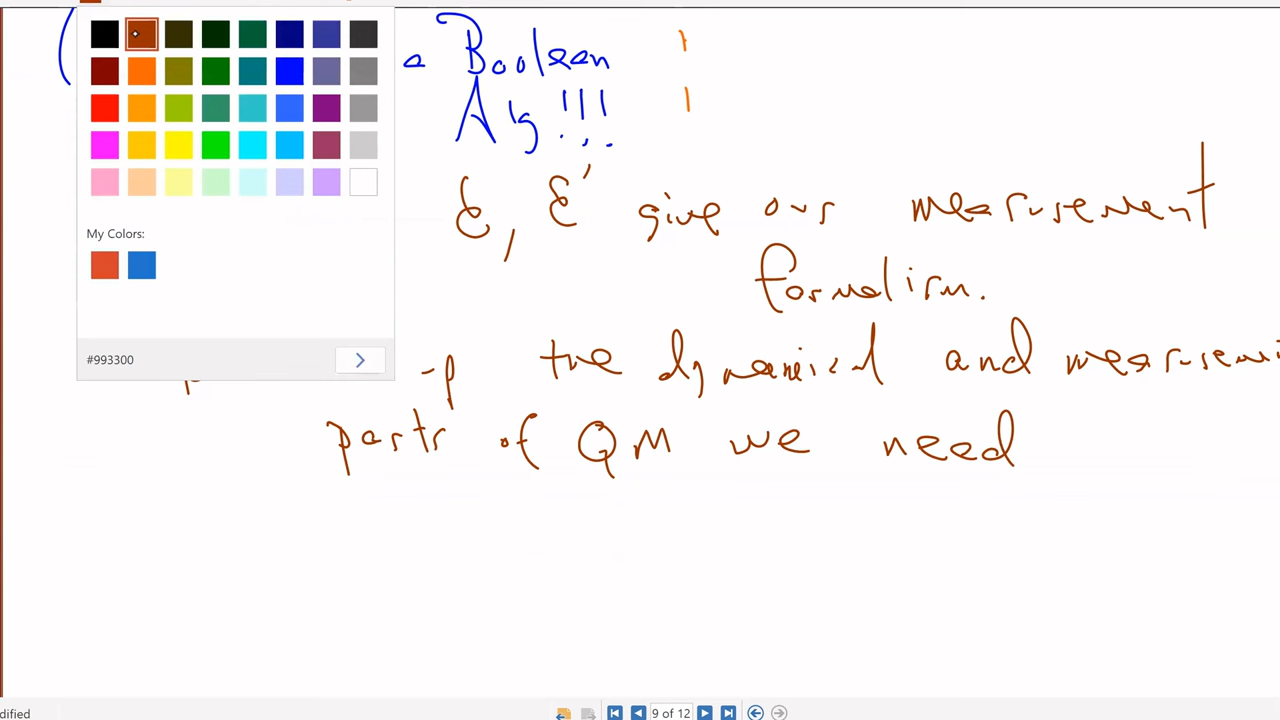 a Boolean
Alg!!!
ε, ε' give our measurement
formalism.
the dynamical and measurem
parts of QM we need
My Colors:
#993300
dified
9 of 12